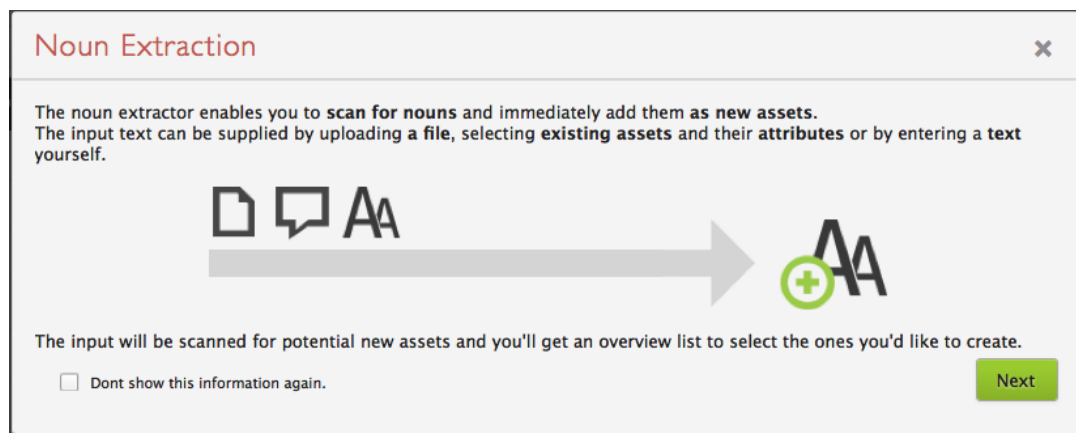 Noun Extraction
The noun extractor enables you to scan for nouns and immediately add them as new assets.
The input text can be supplied by uploading a file, selecting existing assets and their attributes or by entering a text
yourself.
AA
AA
The input will be scanned for potential new assets and you'll get an overview list to select the ones you'd like to create.
Dont show this information again.
Next